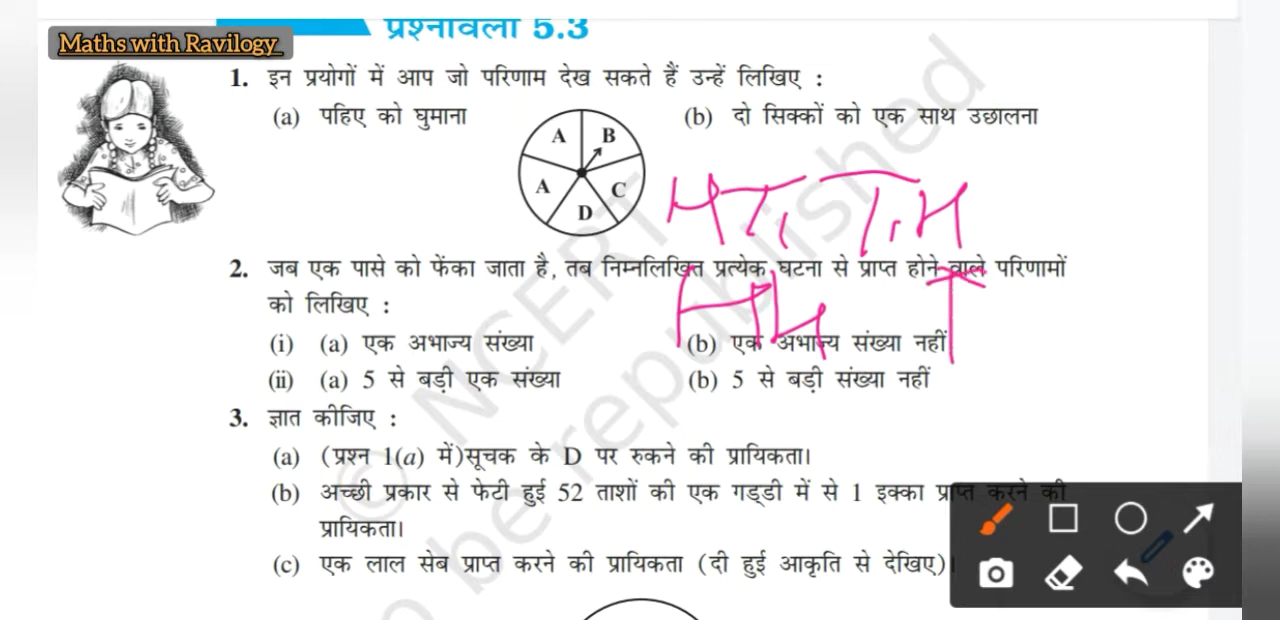 प्रश्नावली 5.3
Maths with Ravilogy
1. इन प्रयोगों में आप जो परिणाम देख सकते हैं उन्हें लिखिए :
(a) पहिए को घुमाना
(b) दो सिक्कों को एक साथ उछालना
A B
A C
D
HT, T,H
2. जब एक पासे को फेंका जाता है, तब निम्नलिखित प्रत्येक घटना से प्राप्त होने वाले परिणामों
को लिखिए :
HH T
(i) (a) एक अभाज्य संख्या (b) एक अभाज्य संख्या नहीं
(ii) (a) 5 से बड़ी एक संख्या (b) 5 से बड़ी संख्या नहीं
3. ज्ञात कीजिए :
(a) (प्रश्न 1(a) में)सूचक के D पर रुकने की प्रायिकता।
(b) अच्छी प्रकार से फेटी हुई 52 ताशों की एक गड्डी में से 1 इक्का प्राप्त करने की
प्रायिकता।
(c) एक लाल सेब प्राप्त करने की प्रायिकता (दी हुई आकृति से देखिए)।
© NCERT
be republished